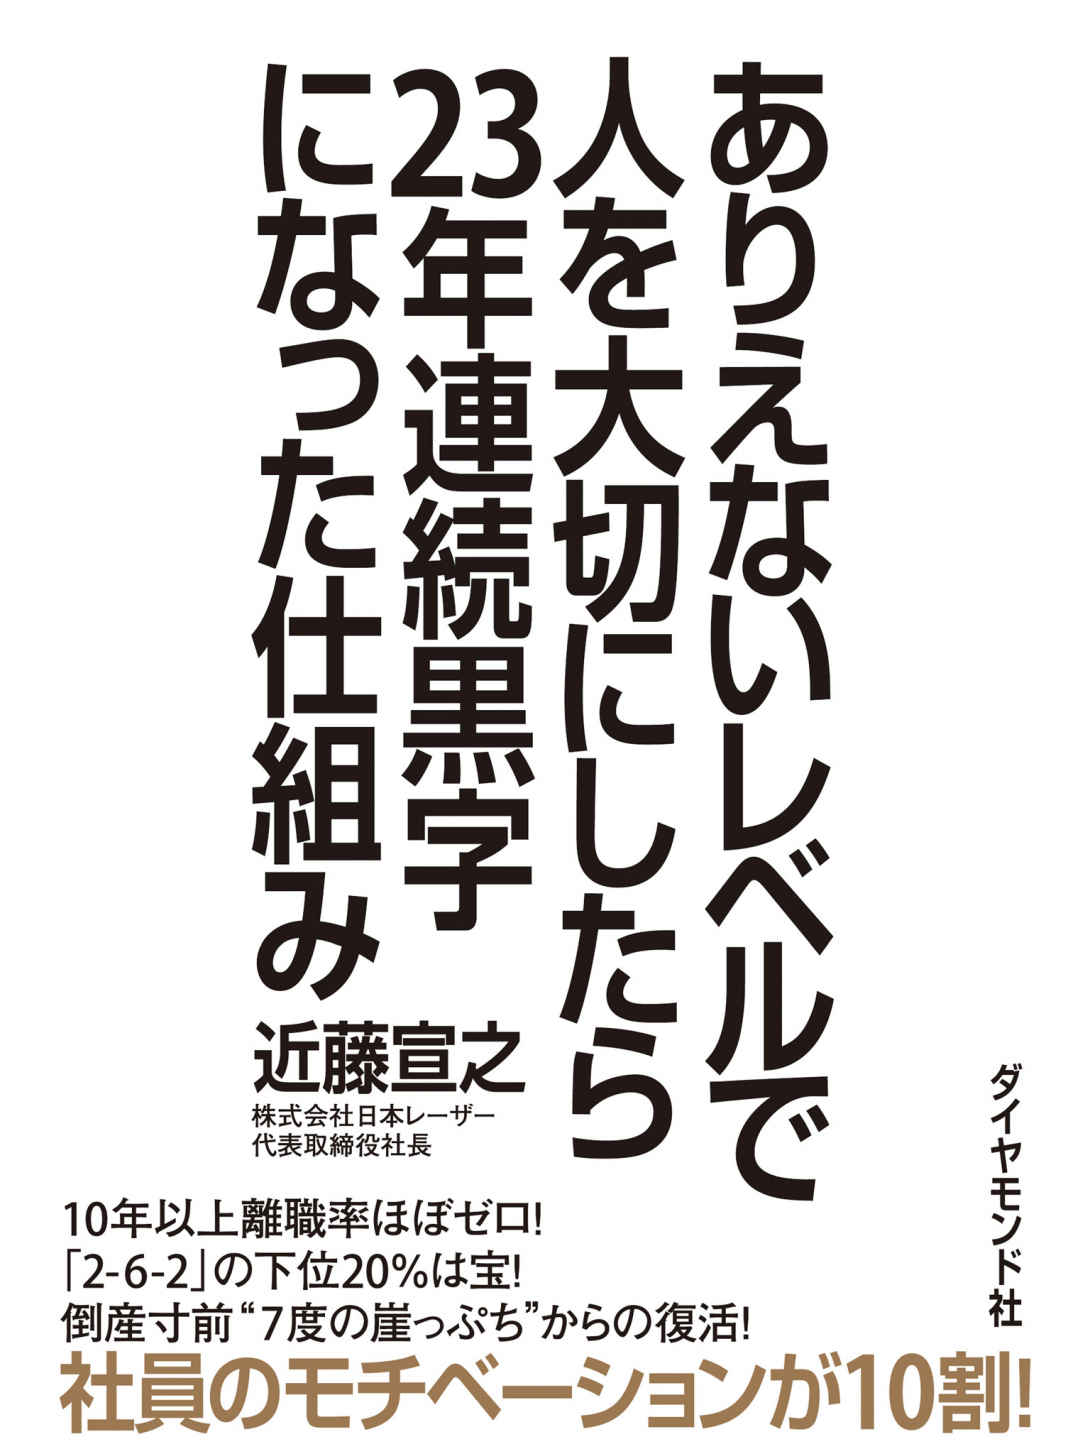 ありえないレベルで
人を大切にしたら
23年連続黒字
になった仕組み
近藤宣之
株式会社日本レーザー
代表取締役社長
ダイヤモンド社
10年以上離職率ほぼゼロ!
「2-6-2」の下位20%は宝!
倒産寸前“7度の崖っぷち”からの復活!
社員のモチベーションが10割!